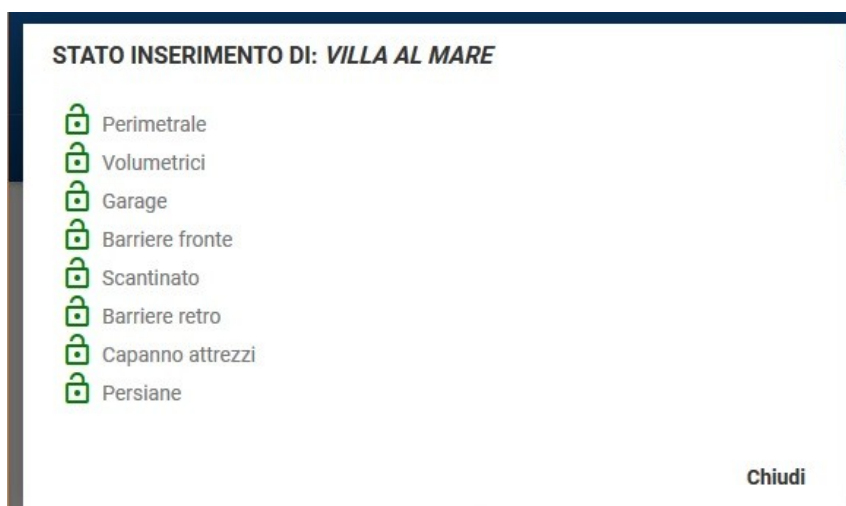 STATO INSERIMENTO DI: VILLA AL MARE
Perimetrale
Volumetrici
Garage
Barriere fronte
Scantinato
Barriere retro
Capanno attrezzi
Persiane
Chiudi